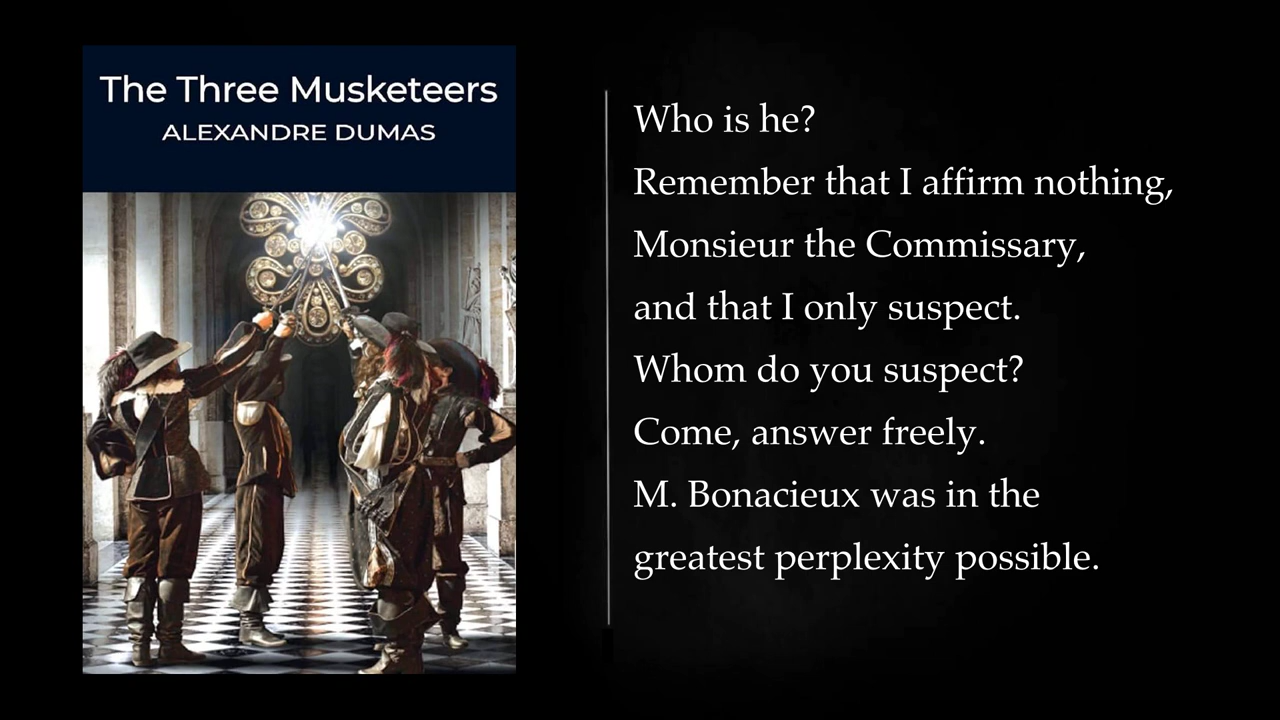 The Three Musketeers
ALEXANDRE DUMAS
Who is he?
Remember that I affirm nothing,
Monsieur the Commissary,
and that I only suspect.
Whom do you suspect?
Come, answer freely.
M. Bonacieux was in the
greatest perplexity possible.